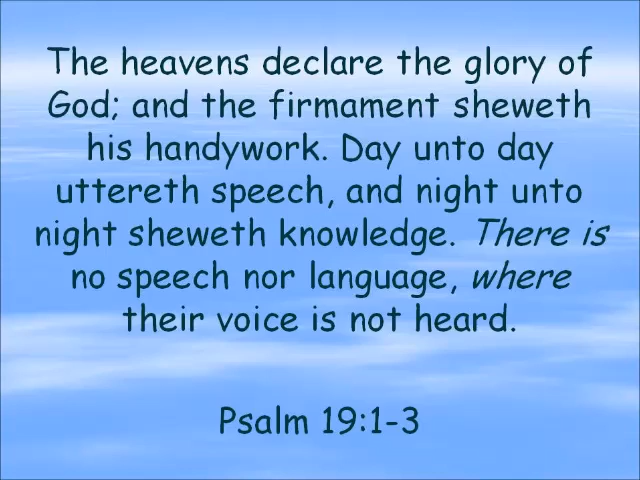 The heavens declare the glory of
God; and the firmament sheweth
his handywork. Day unto day
uttereth speech, and night unto
night sheweth knowledge. There is
no speech nor language, where
their voice is not heard.
Psalm 19:1-3